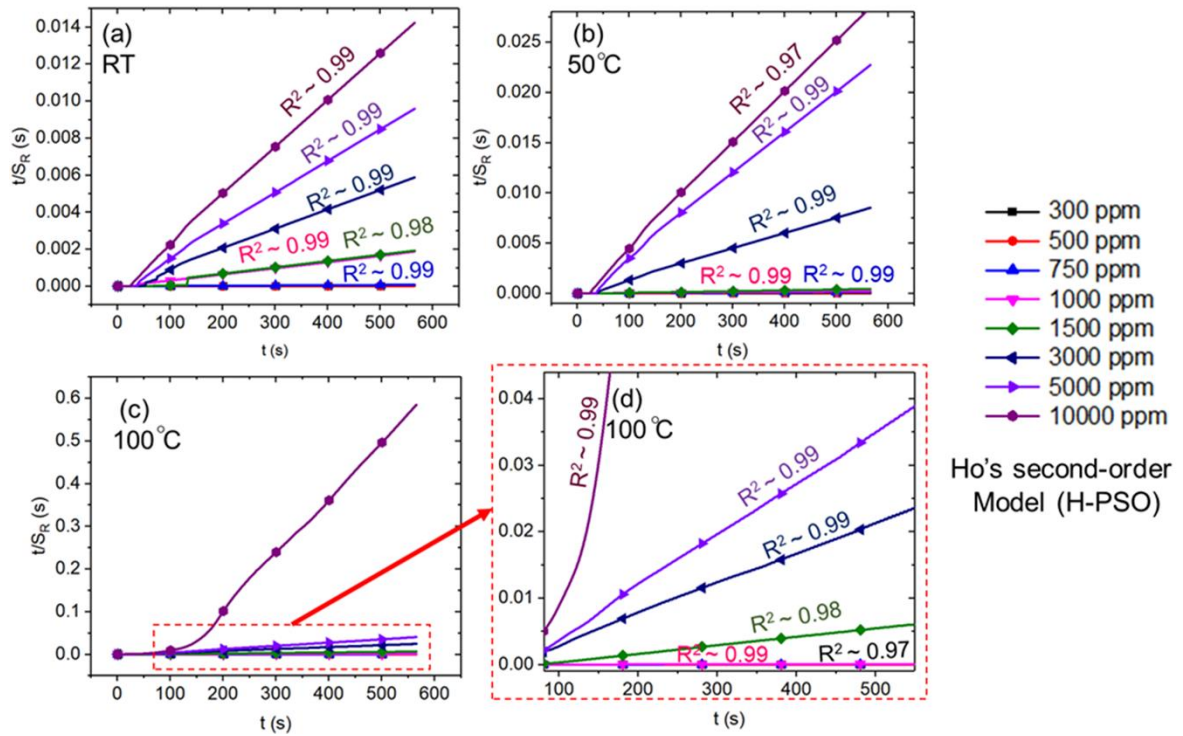 (a)
RT
t/S_R (s)
0.014
0.012
0.010
0.008
0.006
0.004
0.002
0.000
R² ~ 0.99
R² ~ 0.99
R² ~ 0.99
R² ~ 0.99
R² ~ 0.98
R² ~ 0.99
0 100 200 300 400 500 600
t (s)
(b)
50°C
t/S_R (s)
0.025
0.020
0.015
0.010
0.005
0.000
R² ~ 0.97
R² ~ 0.99
R² ~ 0.99
R² ~ 0.99
R² ~ 0.99
0 100 200 300 400 500 600
t (s)
300 ppm
500 ppm
750 ppm
1000 ppm
1500 ppm
3000 ppm
5000 ppm
10000 ppm
Ho's second-order
Model (H-PSO)
(c)
100°C
t/S_R (s)
0.6
0.5
0.4
0.3
0.2
0.1
0.0
0 100 200 300 400 500 600
t (s)
(d)
100°C
0.04
0.03
0.02
0.01
0.00
R² ~ 0.99
R² ~ 0.99
R² ~ 0.99
R² ~ 0.98
R² ~ 0.99
R² ~ 0.97
100 200 300 400 500
t (s)